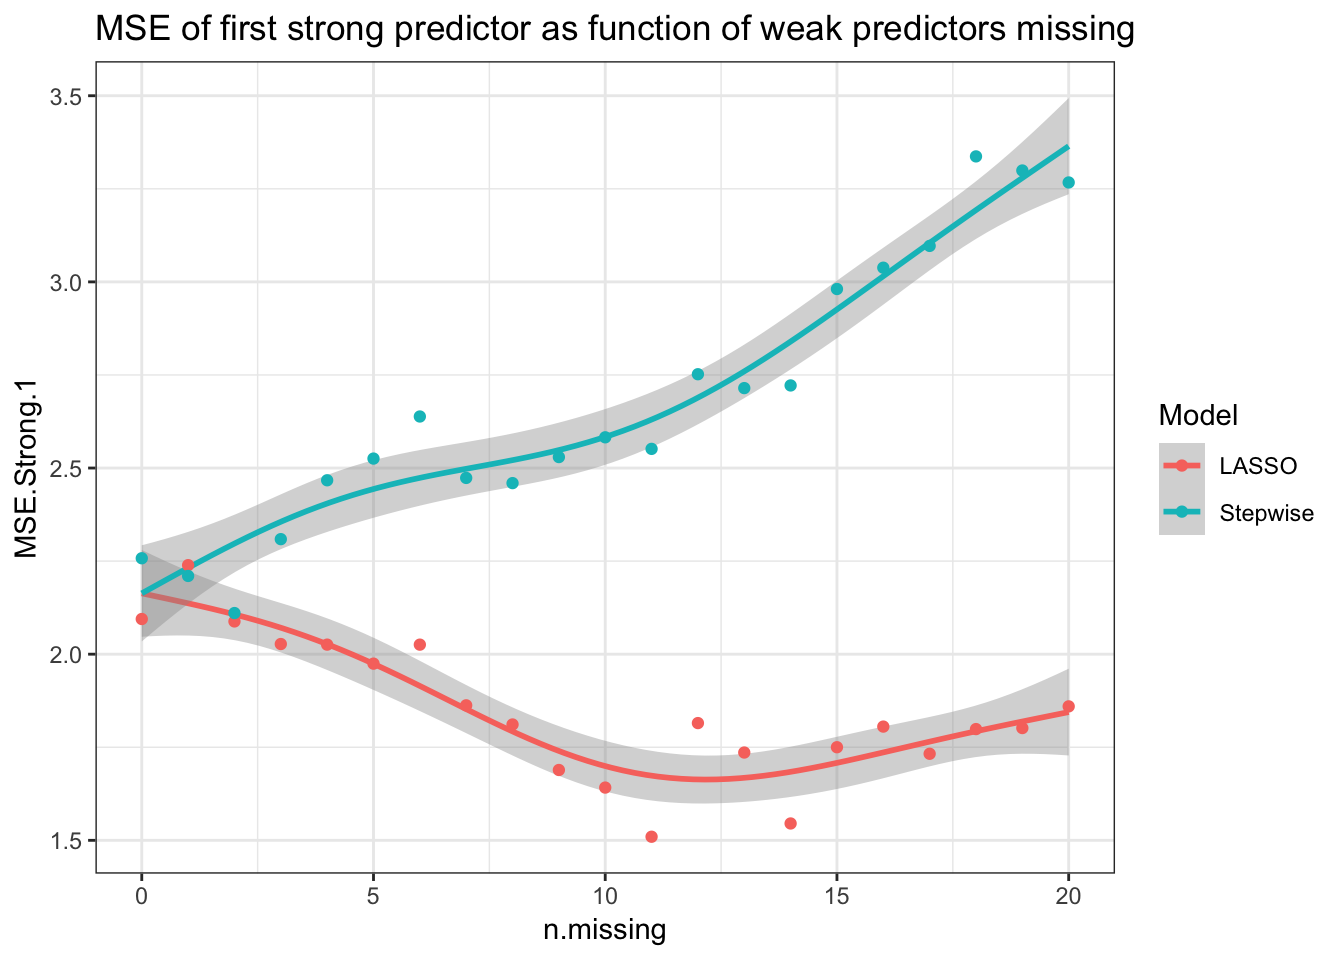 MSE of first strong predictor as function of weak predictors missing
3.5
3.0
2.5
2.0
1.5
MSE.Strong.1
0 5 10 15 20
n.missing
Model
LASSO
Stepwise